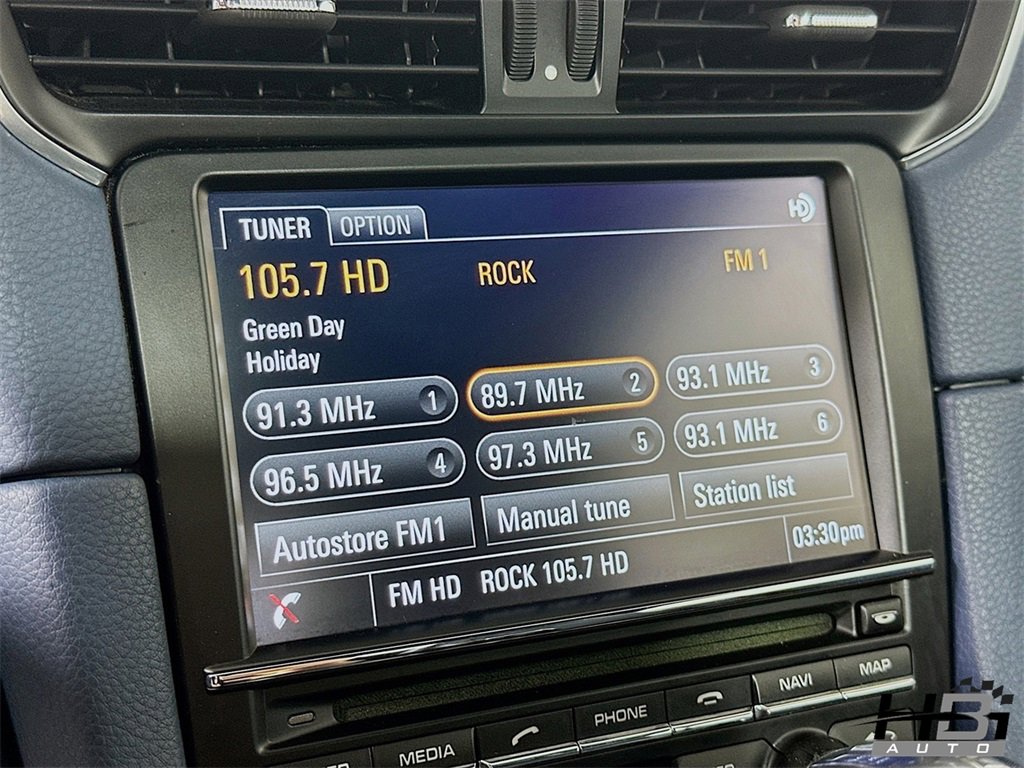 TUNER OPTION HD
105.7 HD ROCK FM 1
Green Day
Holiday
91.3 MHz 1 89.7 MHz 2 93.1 MHz 3
96.5 MHz 4 97.3 MHz 5 93.1 MHz 6
Autostore FM1 Manual tune Station list
FM HD ROCK 105.7 HD 03:30pm
MEDIA PHONE NAVI MAP
HBI
AUTO